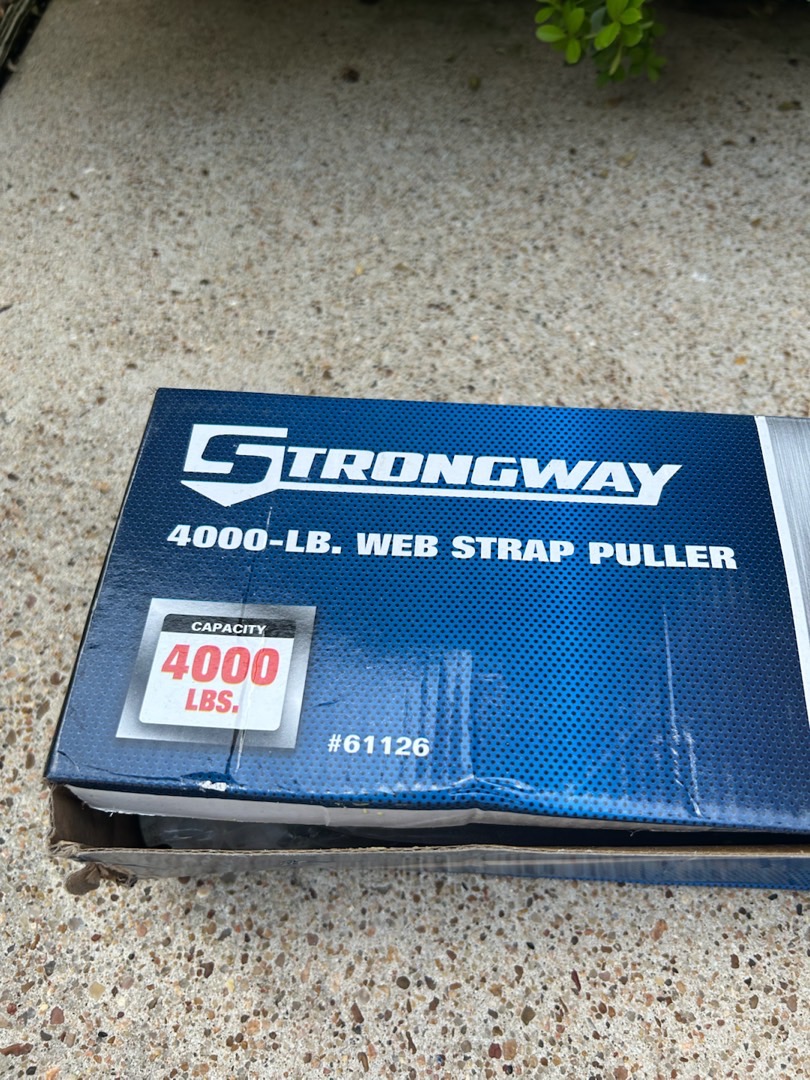 STRONGWAY
4000-LB. WEB STRAP PULLER
CAPACITY
4000
LBS.
#61126